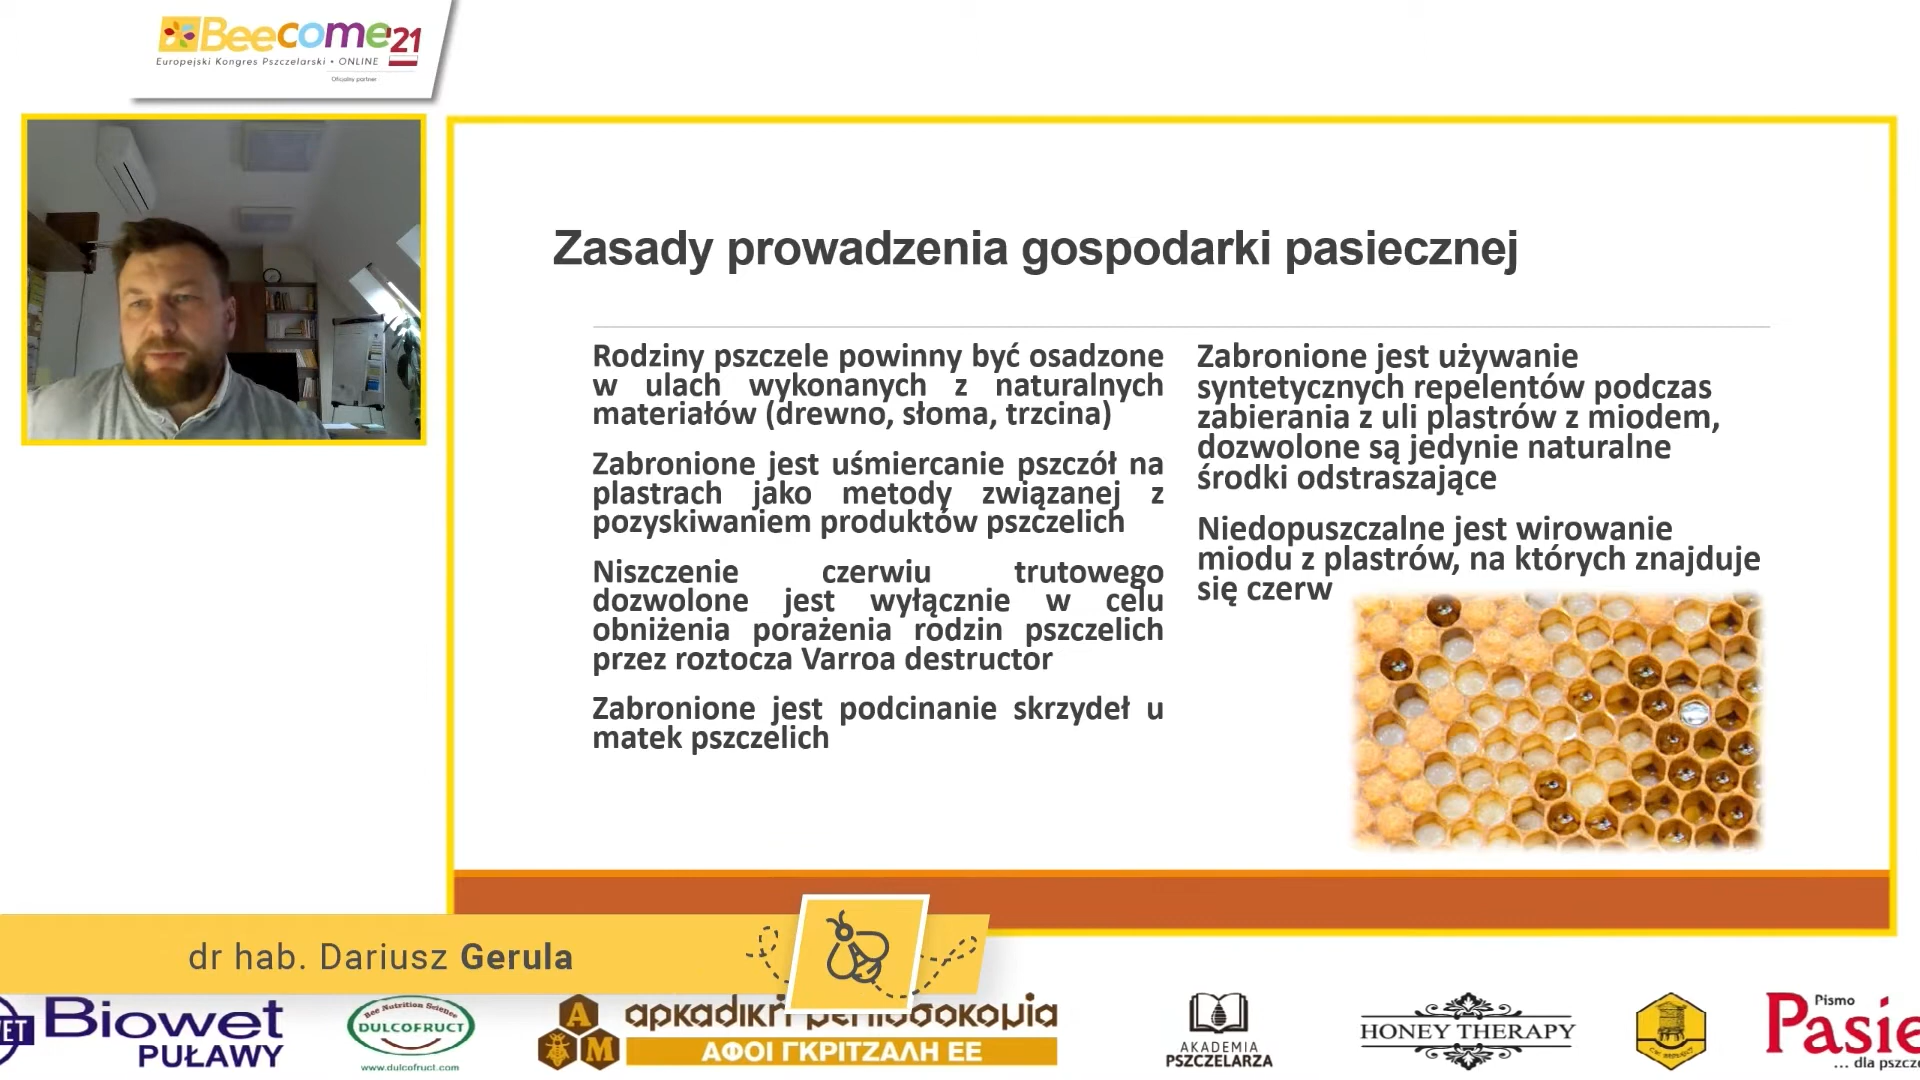 Beecome'21
Europejski Kongres Pszczelarski • ONLINE
Oficjalny partner
Zasady prowadzenia gospodarki pasiecznej
Rodziny pszczele powinny być osadzone
w ulach wykonanych z naturalnych
materiałów (drewno, słoma, trzcina)
Zabronione jest uśmiercanie pszczół na
plastrach jako metody związanej z
pozyskiwaniem produktów pszczelich
Niszczenie czerwiu trutowego
dozwolone jest wyłącznie w celu
obniżenia porażenia rodzin pszczelich
przez roztocza Varroa destructor
Zabronione jest podcinanie skrzydeł u
matek pszczelich
Zabronione jest używanie
syntetycznych repelentów podczas
zabierania z uli plastrów z miodem,
dozwolone są jedynie naturalne
środki odstraszające
Niedopuszczalne jest wirowanie
miodu z plastrów, na których znajduje
się czerw
dr hab. Dariusz Gerula
WET Biowet
PUŁAWY
Bee Nutrition Science
DULCOFRUCT
www.dulcofruct.com
A
M
ΑΦΟΙ ΓΚΡΙΤΖΑΛΗ ΕΕ
AKADEMIA
PSZCZELARZA
HONEY THERAPY
Pismo
Pasie
... dla pszcze